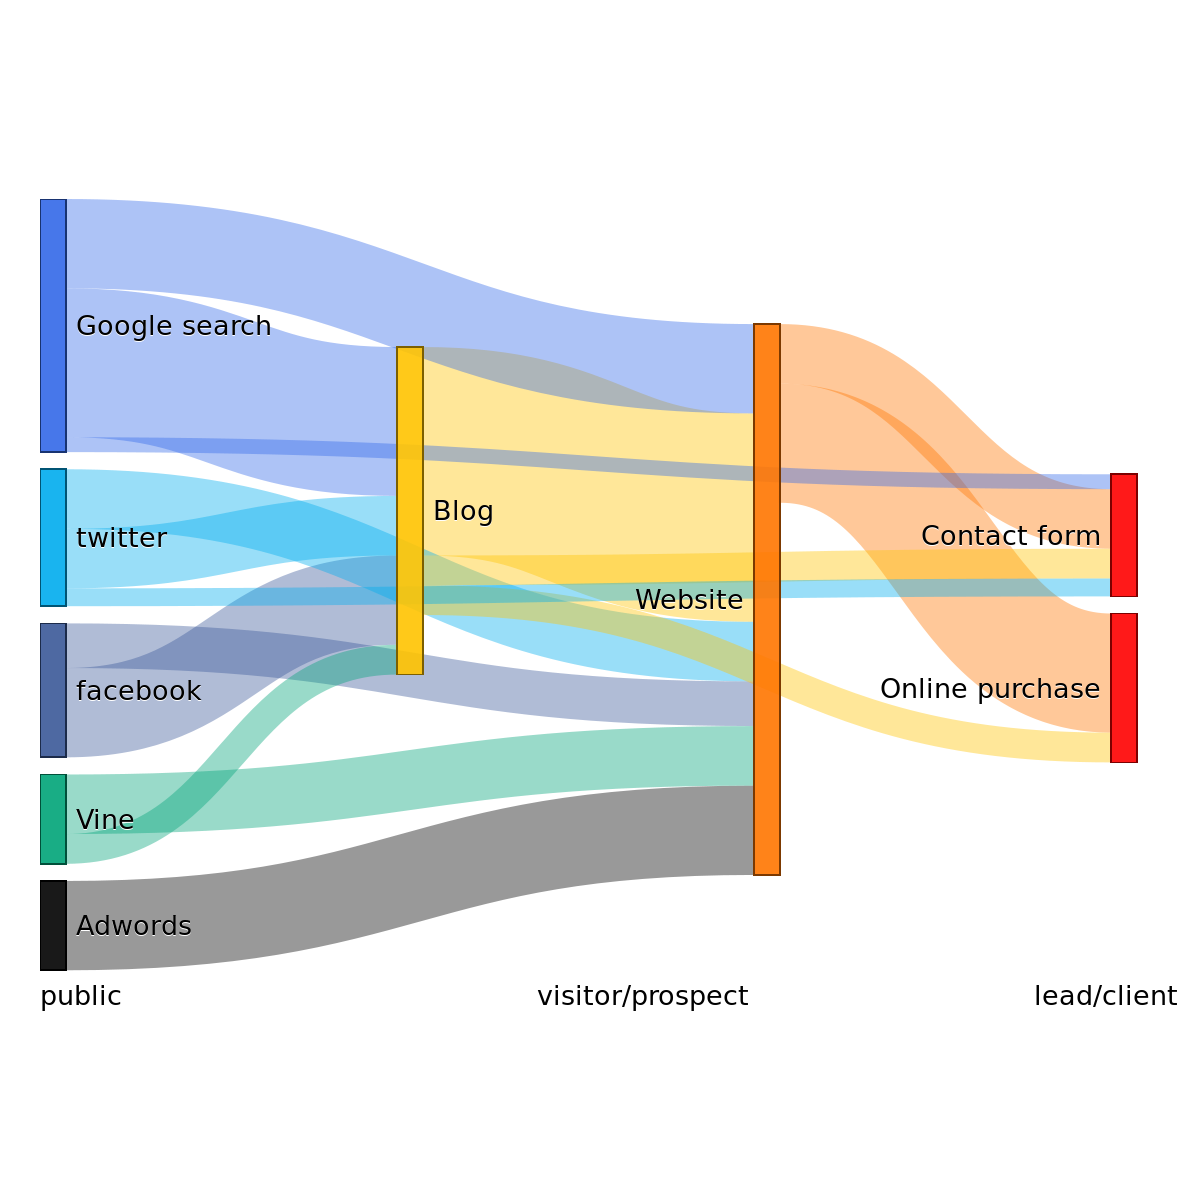 Google search
Blog
Contact form
twitter
Website
Online purchase
facebook
Vine
Adwords
public
visitor/prospect
lead/client